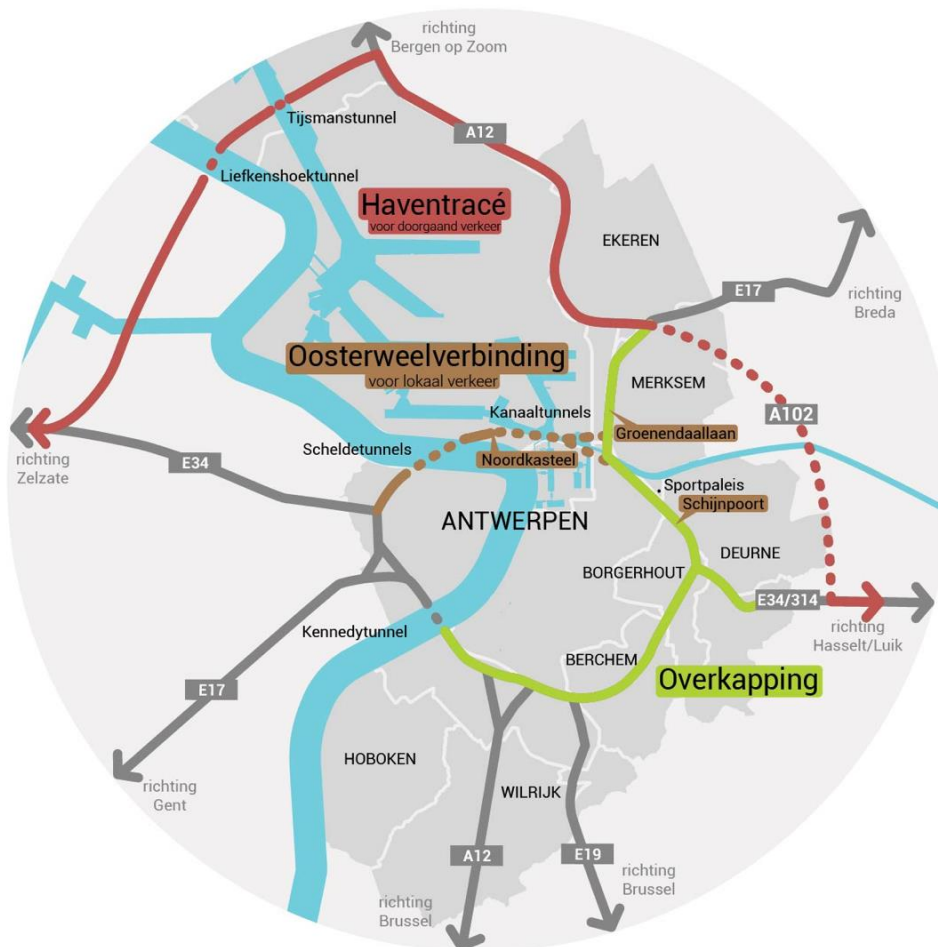 richting
Bergen op Zoom
Tijsmanstunnel
A12
Liefkenshoektunnel
Haventracé
voor doorgaand verkeer
EKEREN
E17
richting
Breda
Oosterweelverbinding
voor lokaal verkeer
MERKSEM
Kanaaltunnels
A102
Groenendaallaan
richting
Zelzate
E34
Scheldetunnels
Noordkasteel
Sportpaleis
Schijnpoort
ANTWERPEN
DEURNE
BORGERHOUT
E34/314
richting
Hasselt/Luik
Kennedytunnel
BERCHEM
Overkapping
E17
richting
Gent
HOBOKEN
WILRIJK
A12
E19
richting
Brussel
richting
Brussel